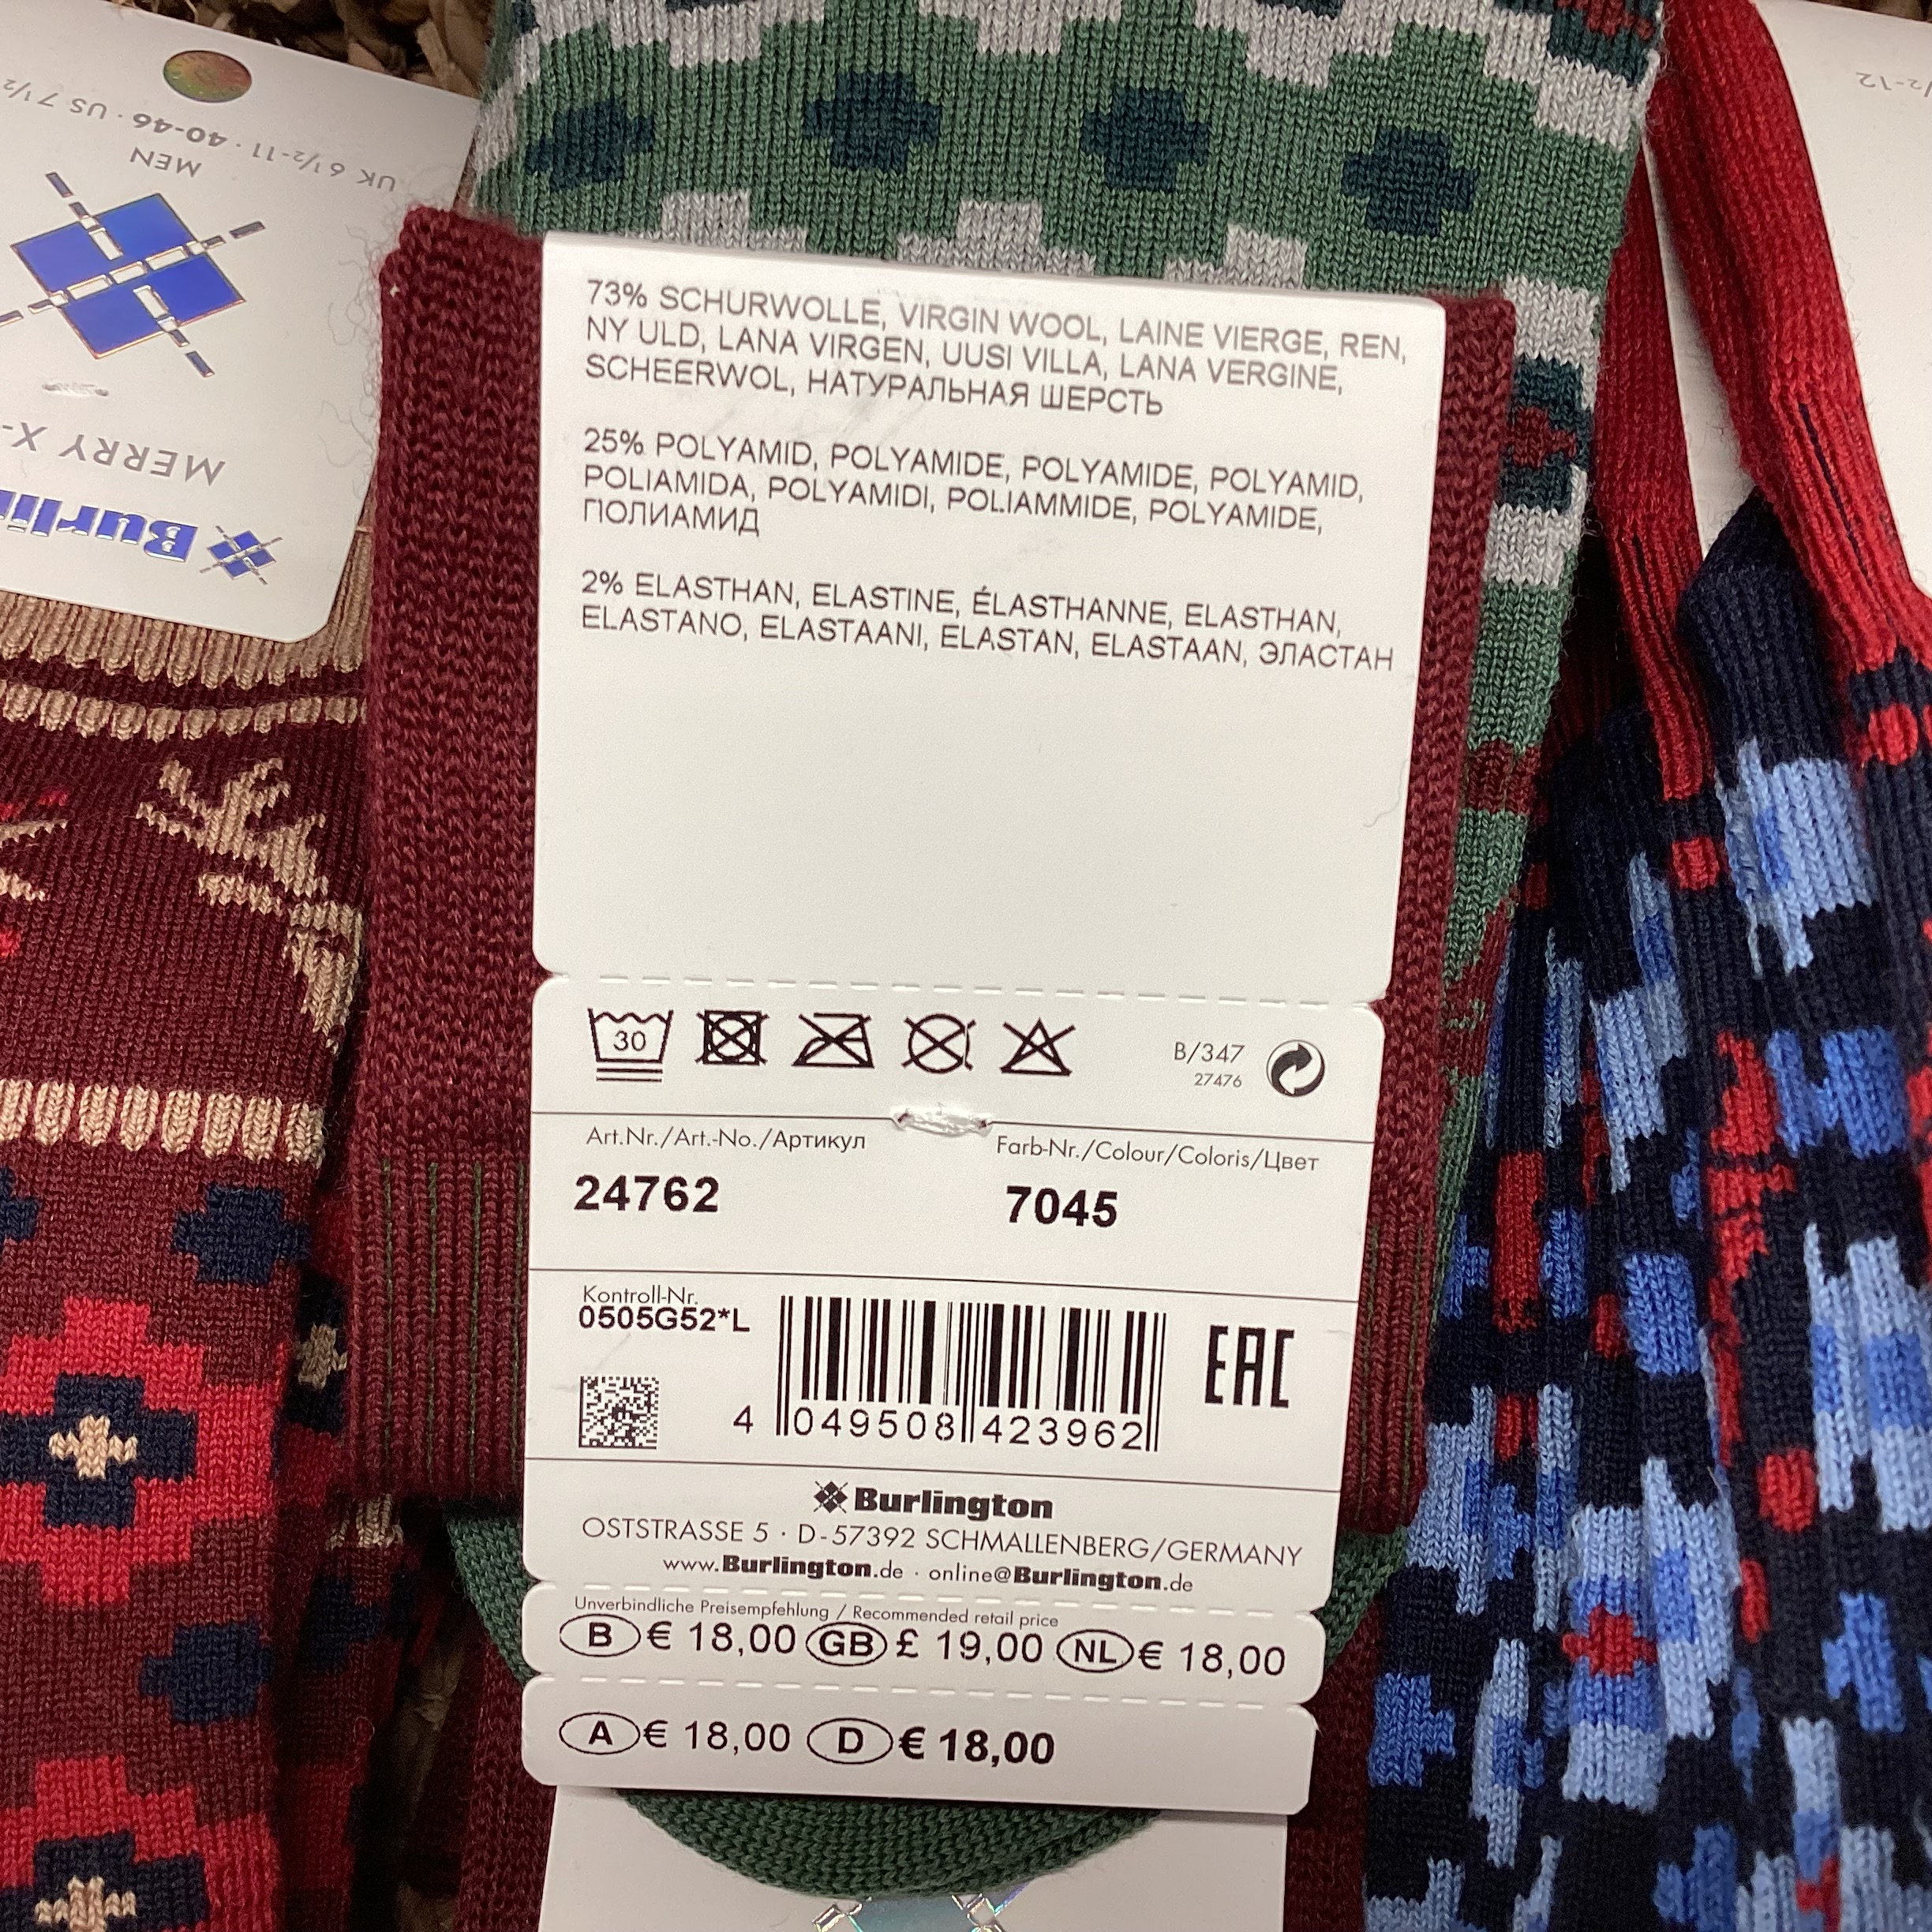 UK 6½-11 · 40-46 · US 7½
MEN
MERRY X-
Burli
73% SCHURWOLLE, VIRGIN WOOL, LAINE VIERGE, REN,
NY ULD, LANA VIRGEN, UUSI VILLA, LANA VERGINE,
SCHEERWOL, НАТУРАЛЬНАЯ ШЕРСТЬ
25% POLYAMID, POLYAMIDE, POLYAMIDE, POLYAMID,
POLIAMIDA, POLYAMIDI, POLIAMMIDE, POLYAMIDE,
ПОЛИАМИД
2% ELASTHAN, ELASTINE, ÉLASTHANNE, ELASTHAN,
ELASTANO, ELASTAANI, ELASTAN, ELASTAAN, ЭЛАСТАН
30
B/347
27476
Art.Nr./Art.-No./Артикул
24762
Farb-Nr./Colour/Coloris/Цвет
7045
Kontroll-Nr.
0505G52*L
4 049508 423962
EAC
Burlington
OSTSTRASSE 5 · D-57392 SCHMALLENBERG/GERMANY
www.Burlington.de · online@Burlington.de
Unverbindliche Preisempfehlung / Recommended retail price
B € 18,00 GB £ 19,00 NL € 18,00
A € 18,00 D € 18,00